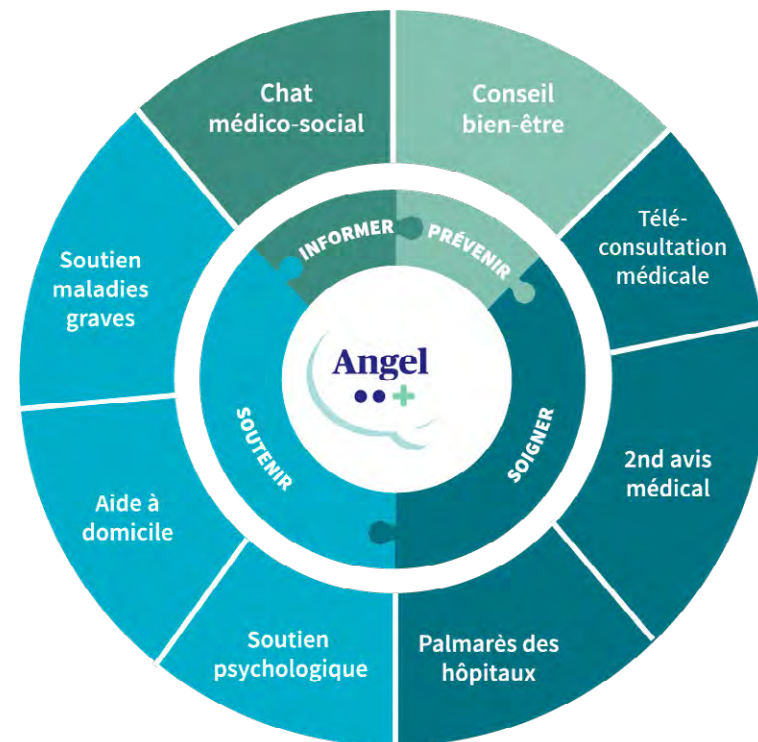 Chat
médico-social
Conseil
bien-être
Télé-
consultation
médicale
2nd avis
médical
Palmarès des
hôpitaux
Soutien
psychologique
Aide à
domicile
Soutien
maladies
graves
INFORMER
PRÉVENIR
SOIGNER
SOUTENIR
Angel